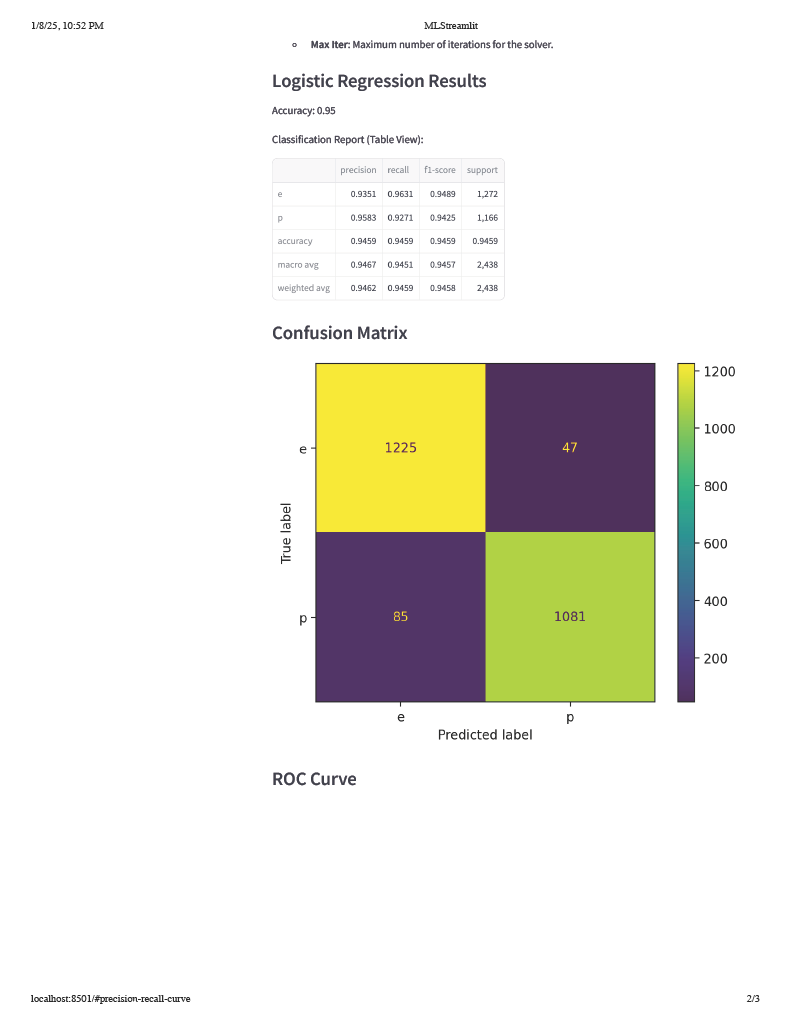 1/8/25, 10:52 PM MLStreamlit
Max Iter: Maximum number of iterations for the solver.
Logistic Regression Results
Accuracy: 0.95
Classification Report (Table View):
precision recall f1-score support
e 0.9351 0.9631 0.9489 1,272
p 0.9583 0.9271 0.9425 1,166
accuracy 0.9459 0.9459 0.9459 0.9459
macro avg 0.9467 0.9451 0.9457 2,438
weighted avg 0.9462 0.9459 0.9458 2,438
Confusion Matrix
1200
1000
e 1225 47
800
True label
600
400
p 85 1081
200
e p
Predicted label
ROC Curve
localhost:8501/#precision-recall-curve 2/3